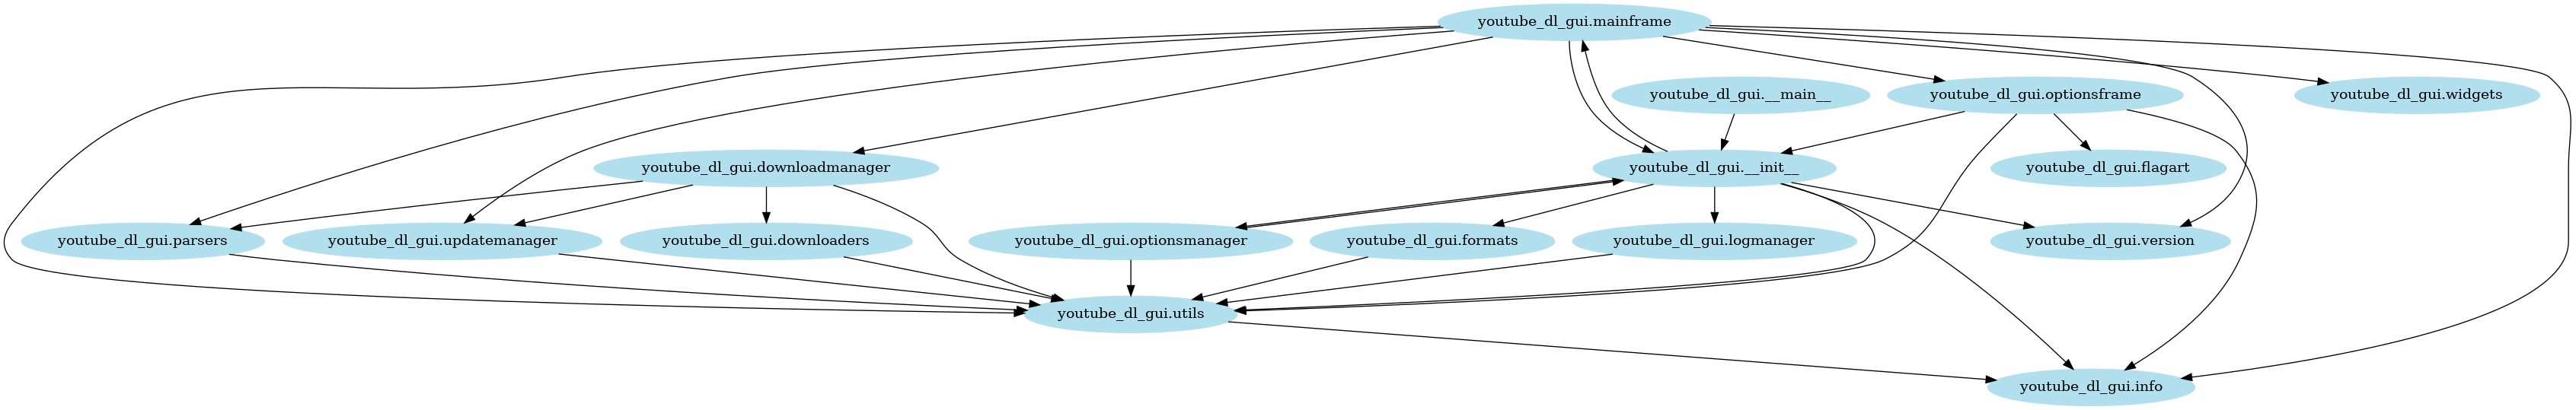 youtube_dl_gui.mainframe
youtube_dl_gui.__main__
youtube_dl_gui.optionsframe
youtube_dl_gui.widgets
youtube_dl_gui.downloadmanager
youtube_dl_gui.__init__
youtube_dl_gui.flagart
youtube_dl_gui.parsers
youtube_dl_gui.updatemanager
youtube_dl_gui.downloaders
youtube_dl_gui.optionsmanager
youtube_dl_gui.formats
youtube_dl_gui.logmanager
youtube_dl_gui.version
youtube_dl_gui.utils
youtube_dl_gui.info